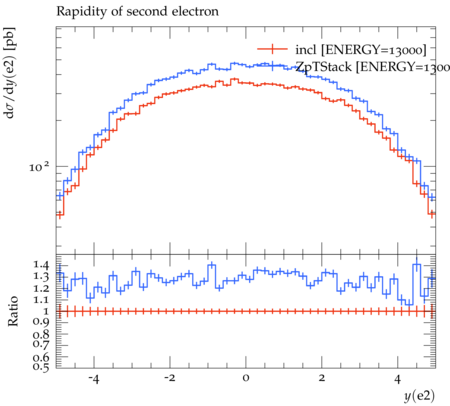 Rapidity of second electron
dσ/dy(e2) [pb]
incl [ENERGY=13000]
ZpTStack [ENERGY=1300
10²
Ratio
1.4
1.3
1.2
1.1
1
0.9
0.8
0.7
0.6
0.5
-4 -2 0 2 4
y(e2)